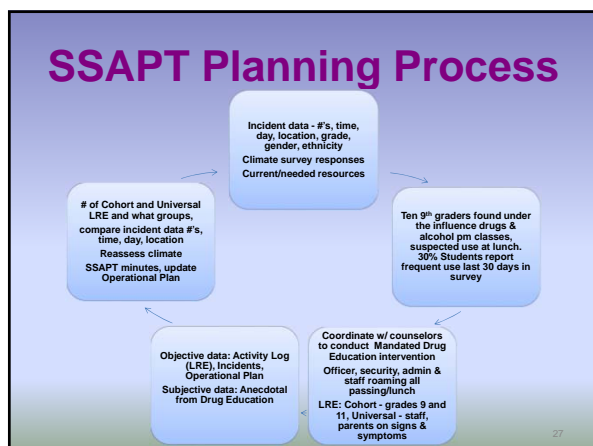 SSAPT Planning Process
Incident data - #'s, time,
day, location, grade,
gender, ethnicity
Climate survey responses
Current/needed resources
Ten 9th graders found under
the influence drugs &
alcohol pm classes,
suspected use at lunch.
30% Students report
frequent use last 30 days in
survey
Coordinate w/ counselors
to conduct Mandated Drug
Education intervention
Officer, security, admin &
staff roaming all
passing/lunch
LRE: Cohort - grades 9 and
11, Universal - staff,
parents on signs &
symptoms
Objective data: Activity Log
(LRE), Incidents,
Operational Plan
Subjective data: Anecdotal
from Drug Education
# of Cohort and Universal
LRE and what groups,
compare incident data #'s,
time, day, location
Reassess climate
SSAPT minutes, update
Operational Plan
27